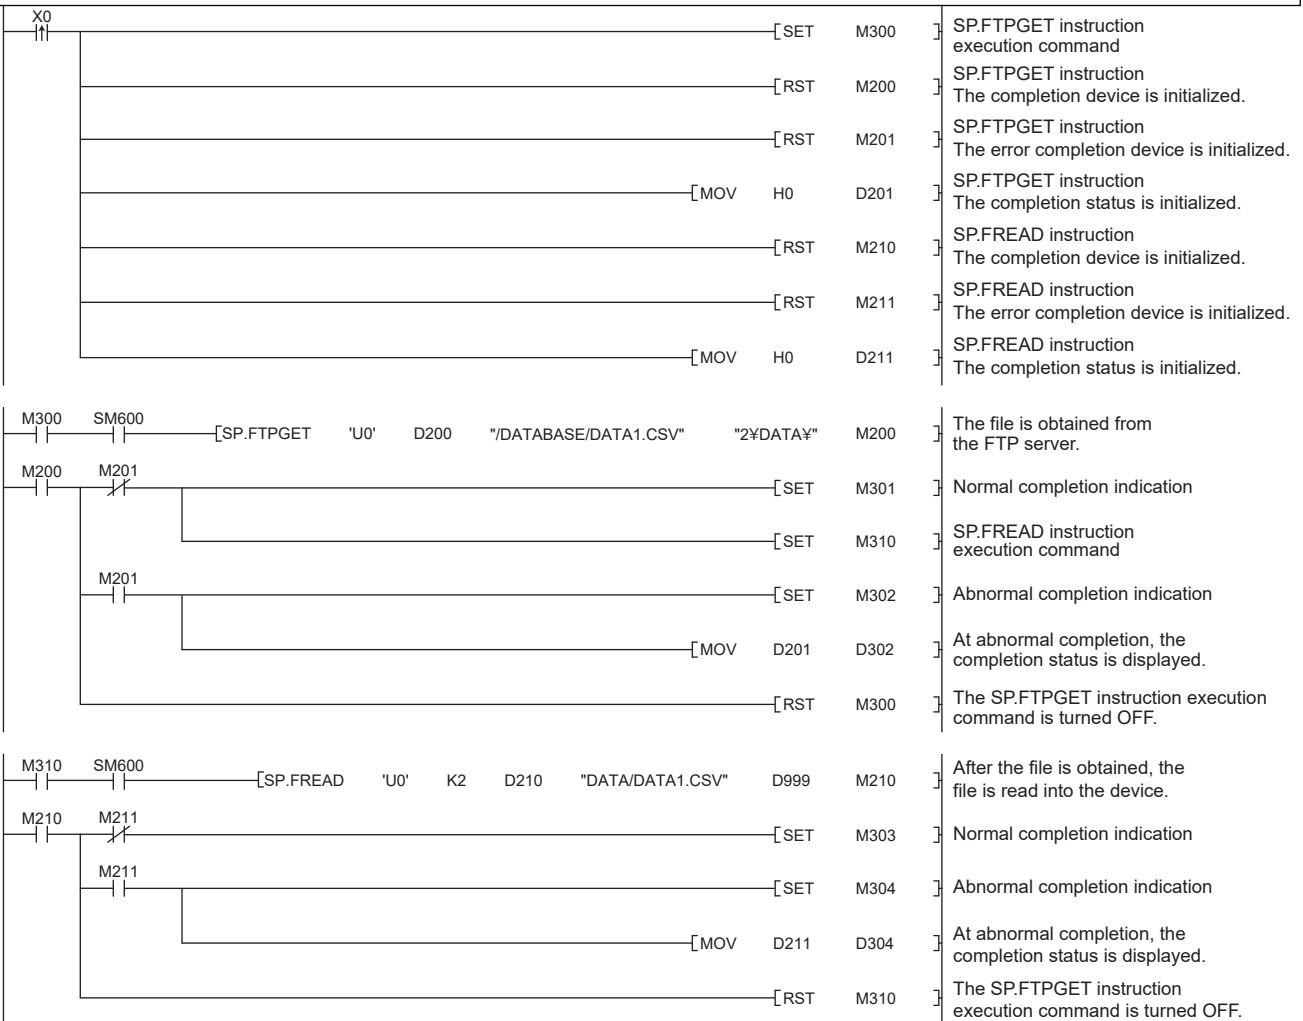 X0
SET M300 SP.FTPGET instruction
execution command
RST M200 SP.FTPGET instruction
The completion device is initialized.
RST M201 SP.FTPGET instruction
The error completion device is initialized.
MOV H0 D201 SP.FTPGET instruction
The completion status is initialized.
RST M210 SP.FREAD instruction
The completion device is initialized.
RST M211 SP.FREAD instruction
The error completion device is initialized.
MOV H0 D211 SP.FREAD instruction
The completion status is initialized.
M300 SM600
SP.FTPGET 'U0' D200 "/DATABASE/DATA1.CSV" "2¥DATA¥" M200 The file is obtained from
the FTP server.
M200 M201
SET M301 Normal completion indication
SET M310 SP.FREAD instruction
execution command
M201
SET M302 Abnormal completion indication
MOV D201 D302 At abnormal completion, the
completion status is displayed.
RST M300 The SP.FTPGET instruction execution
command is turned OFF.
M310 SM600
SP.FREAD 'U0' K2 D210 "DATA/DATA1.CSV" D999 M210 After the file is obtained, the
file is read into the device.
M210 M211
SET M303 Normal completion indication
M211
SET M304 Abnormal completion indication
MOV D211 D304 At abnormal completion, the
completion status is displayed.
RST M310 The SP.FTPGET instruction
execution command is turned OFF.